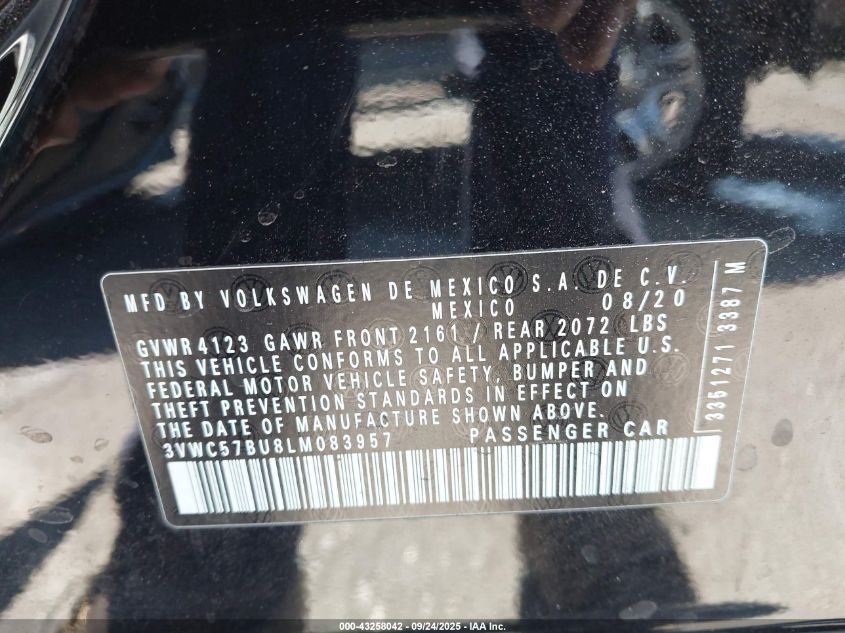 MFD BY VOLKSWAGEN DE MEXICO S.A. DE C.V.
MEXICO 08/20
GVWR 4123 GAWR FRONT 2161 / REAR 2072 LBS
THIS VEHICLE CONFORMS TO ALL APPLICABLE U.S.
FEDERAL MOTOR VEHICLE SAFETY, BUMPER AND
THEFT PREVENTION STANDARDS IN EFFECT ON
THE DATE OF MANUFACTURE SHOWN ABOVE.
3VWC57BU8LM083957 PASSENGER CAR
3351271 3387 M
000-43258042 - 09/24/2025 - IAA Inc.